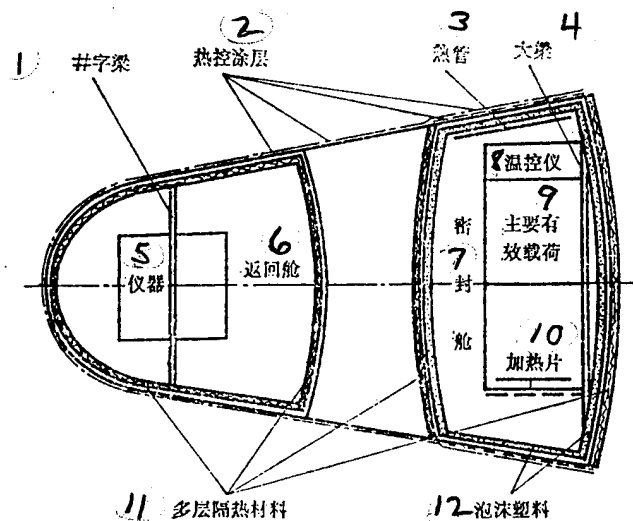 1 井字梁
2 热控涂层
3 热管
4 大梁
8 温控仪
9
主要有
效载荷
5
仪器
6
返回舱
密
7 封
舱
10
加热片
11 多层隔热材料
12 泡沫塑料